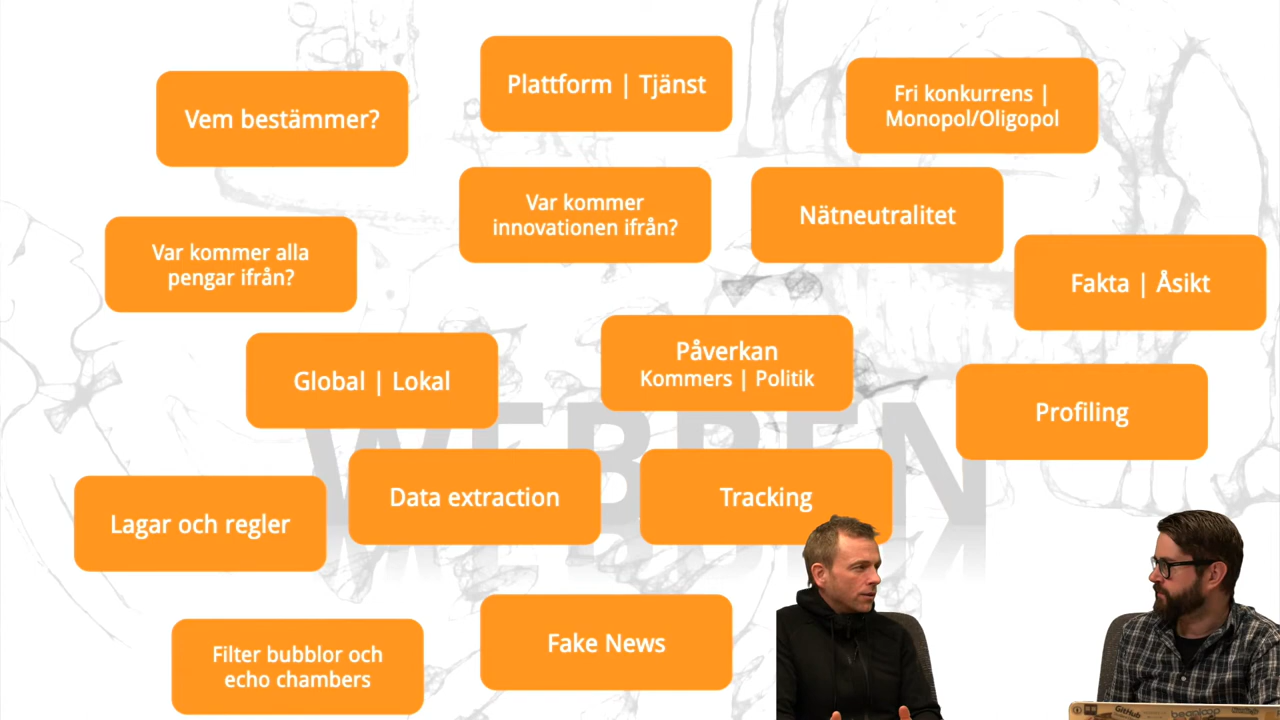 Plattform | Tjänst
Vem bestämmer?
Fri konkurrens |
Monopol/Oligopol
Var kommer
innovationen ifrån?
Nätneutralitet
Var kommer alla
pengar ifrån?
Fakta | Åsikt
Påverkan
Kommers | Politik
Global | Lokal
Profiling
WEBBEN
Data extraction
Tracking
Lagar och regler
Fake News
Filter bubblor och
echo chambers
GitHub